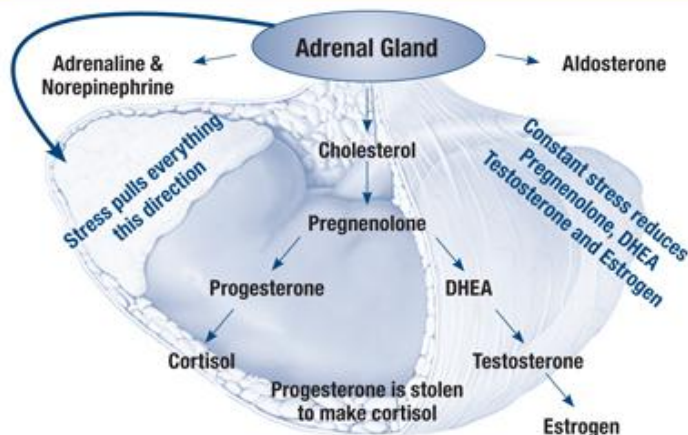 Adrenal Gland
Adrenaline &
Norepinephrine
Aldosterone
Cholesterol
Stress pulls everything
this direction
Constant stress reduces
Pregnenolone, DHEA
Testosterone and Estrogen
Pregnenolone
Progesterone
DHEA
Cortisol
Testosterone
Progesterone is stolen
to make cortisol
Estrogen